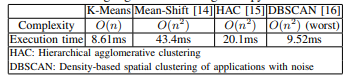 K-Means Mean-Shift [14] HAC [15] DBSCAN [16]
Complexity O(n) O(n²) O(n²) O(n²) (worst)
Execution time 8.61ms 43.4ms 20.1ms 9.52ms
HAC: Hierarchical agglomerative clustering
DBSCAN: Density-based spatial clustering of applications with noise